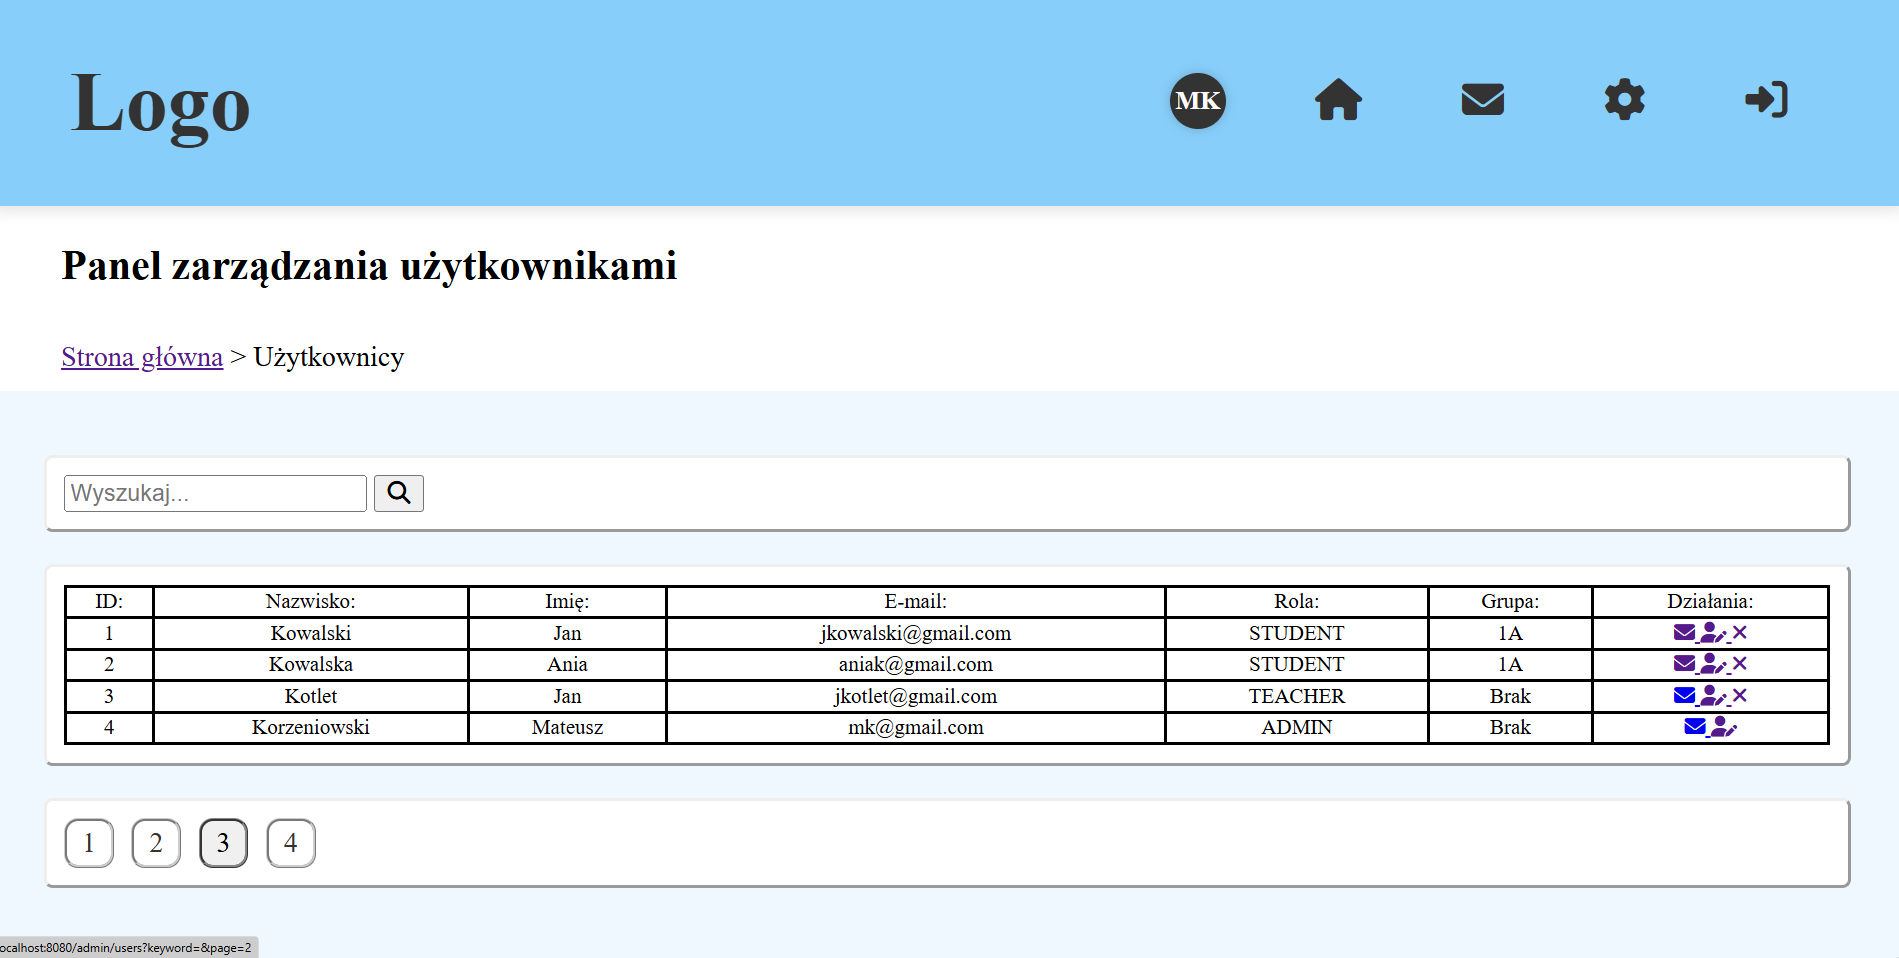 Logo
MK
Panel zarządzania użytkownikami
Strona główna > Użytkownicy
Wyszukaj...
ID: Nazwisko: Imię: E-mail: Rola: Grupa: Działania:
1 Kowalski Jan jkowalski@gmail.com STUDENT 1A
2 Kowalska Ania aniak@gmail.com STUDENT 1A
3 Kotlet Jan jkotlet@gmail.com TEACHER Brak
4 Korzeniowski Mateusz mk@gmail.com ADMIN Brak
1 2 3 4
ocalhost:8080/admin/users?keyword=&page=2